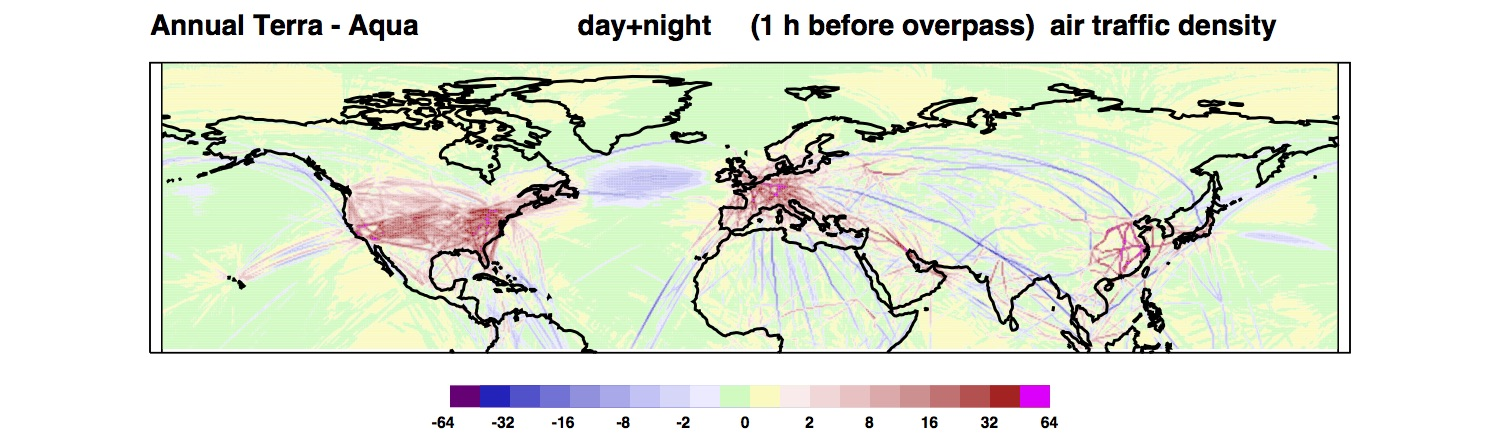 Annual Terra - Aqua day+night (1 h before overpass) air traffic density
-64 -32 -16 -8 -2 0 2 8 16 32 64